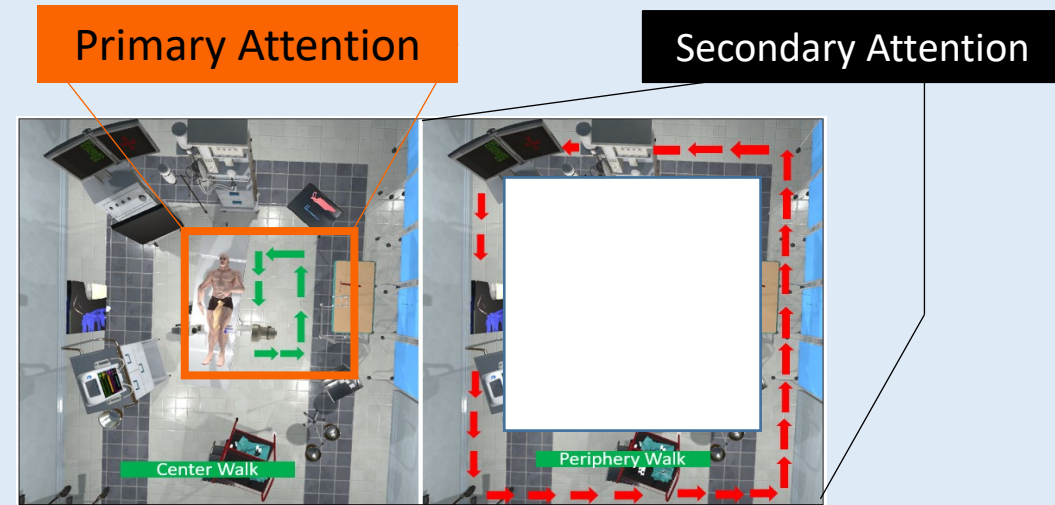 Primary Attention
Secondary Attention
Center Walk
Periphery Walk